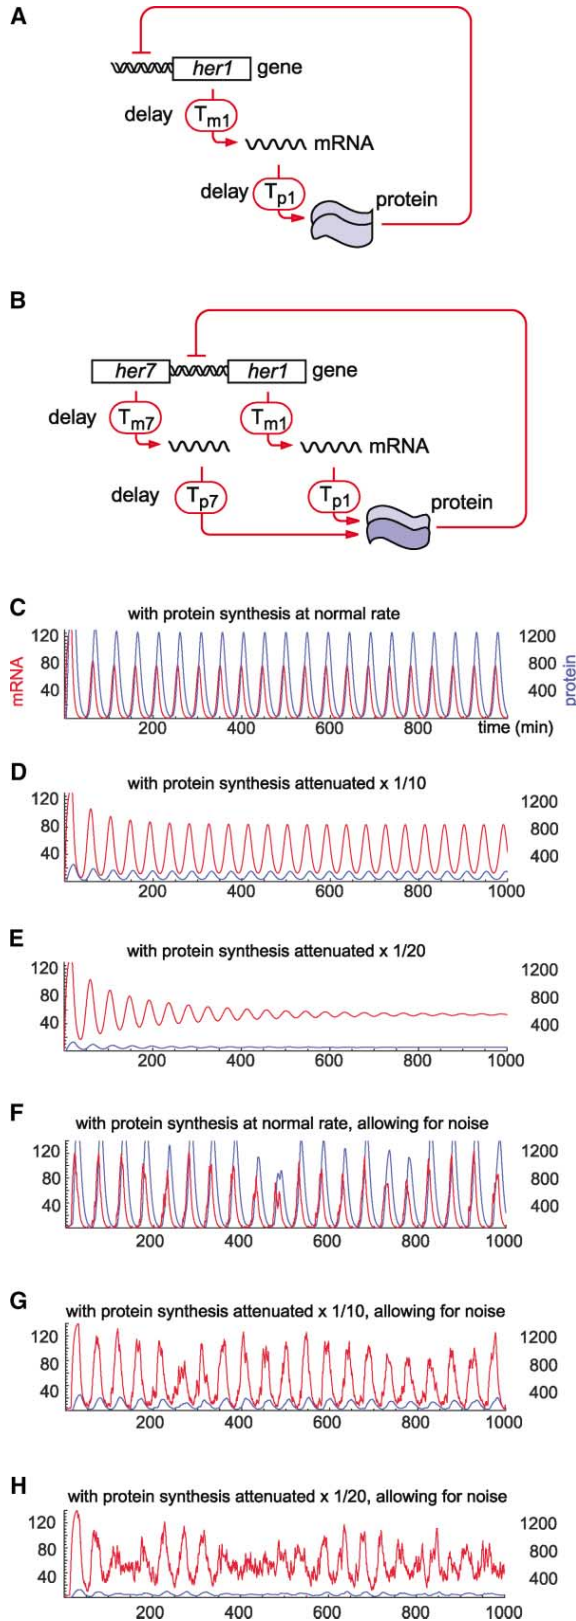 A
her1 gene
delay Tm1
mRNA
delay Tp1
protein
B
her7 her1 gene
delay Tm7 Tm1
mRNA
delay Tp7 Tp1
protein
C
with protein synthesis at normal rate
120 1200
80 800
40 400
mRNA protein
200 400 600 800 1000
time (min)
D
with protein synthesis attenuated x 1/10
120 1200
80 800
40 400
200 400 600 800 1000
E
with protein synthesis attenuated x 1/20
120 1200
80 800
40 400
200 400 600 800 1000
F
with protein synthesis at normal rate, allowing for noise
120 1200
80 800
40 400
200 400 600 800 1000
G
with protein synthesis attenuated x 1/10, allowing for noise
120 1200
80 800
40 400
200 400 600 800 1000
H
with protein synthesis attenuated x 1/20, allowing for noise
120 1200
80 800
40 400
200 400 600 800 1000